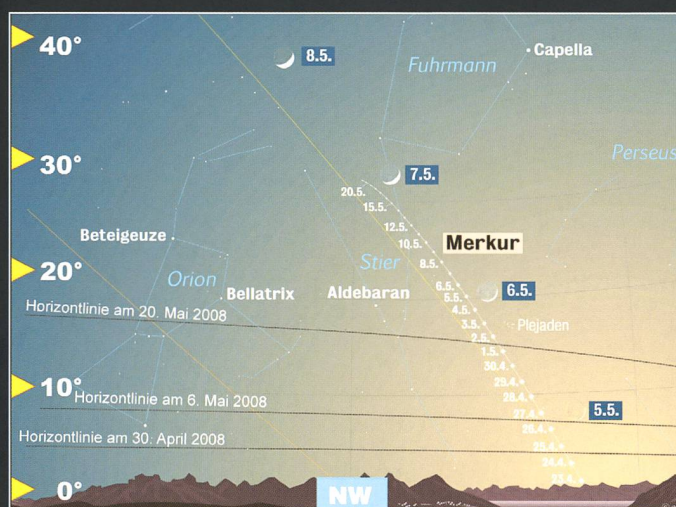 40°
8.5.
Capella
Fuhrmann
30°
7.5.
Perseus
20.5.
15.5.
12.5.
10.5.
Merkur
Beteigeuze
8.5.
Stier
20°
Orion
Bellatrix
Aldebaran
6.5.
5.5.
4.5.
6.5.
Horizontlinie am 20. Mai 2008
3.5.
Plejaden
2.5.
1.5.
30.4.
29.4.
10°
28.4.
Horizontlinie am 6. Mai 2008
27.4.
5.5.
26.4.
Horizontlinie am 30. April 2008
25.4.
24.4.
23.4.
0°
NW